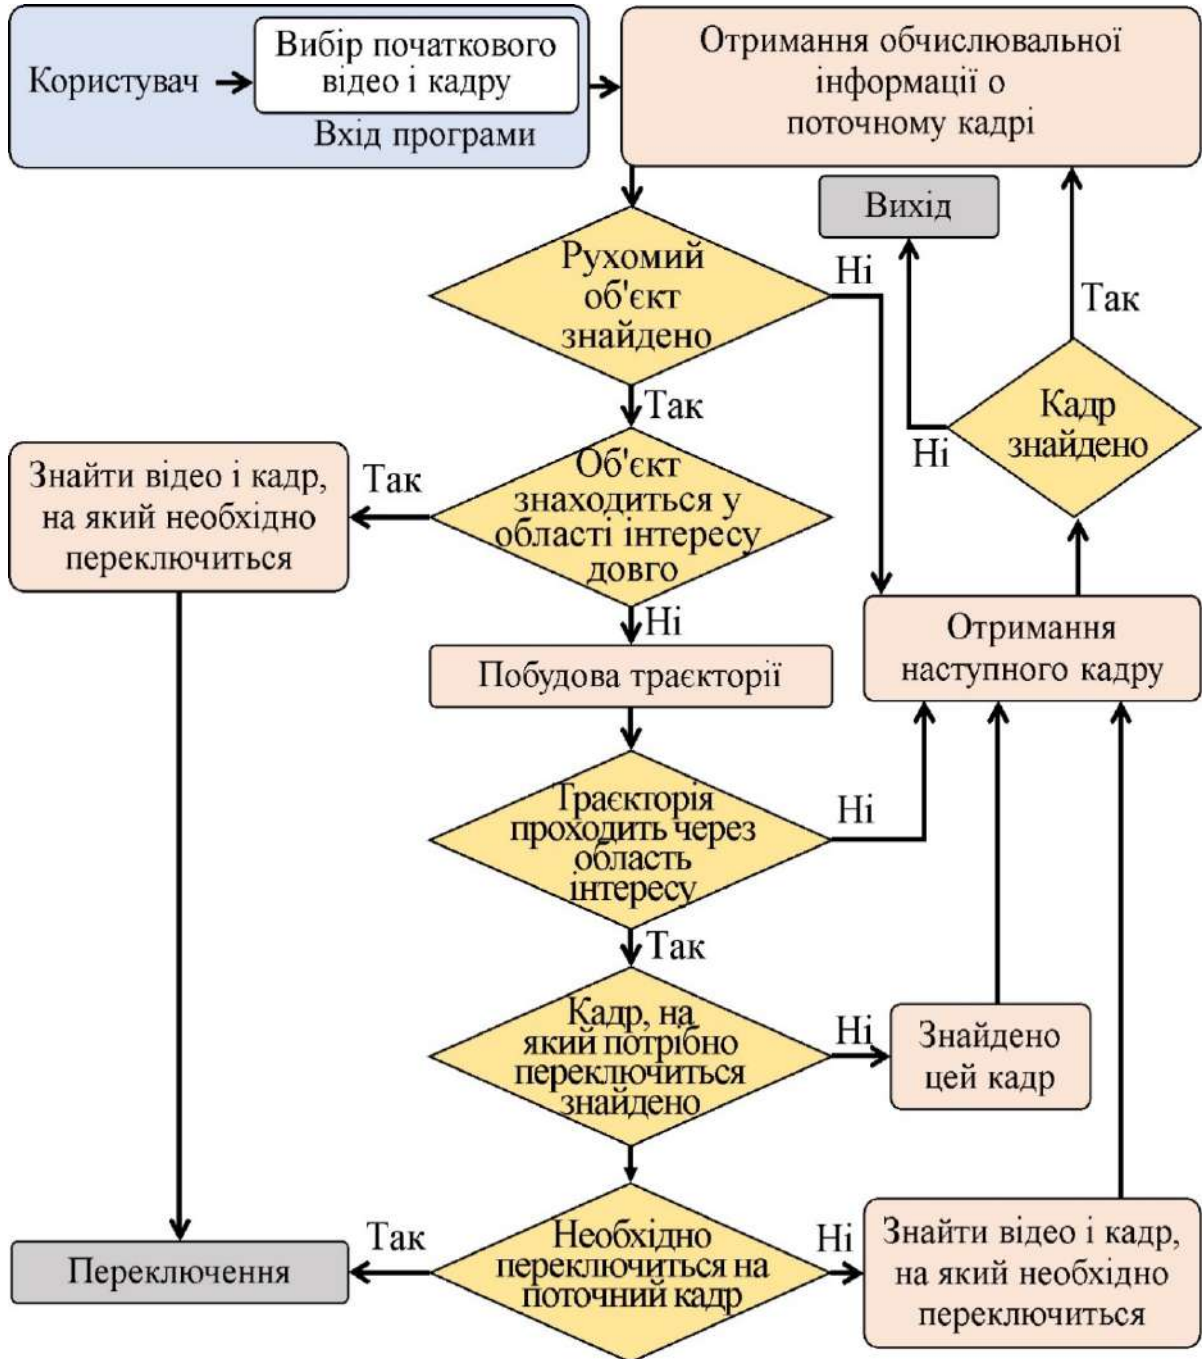 Користувач
Вибір початкового
відео і кадру
Вхід програми
Отримання обчислювальної
інформації о
поточному кадрі
Вихід
Рухомий
об'єкт
знайдено
Ні
Так
Так
Кадр
знайдено
Ні
Знайти відео і кадр,
на який необхідно
переключиться
Так
Об'єкт
знаходиться у
області інтересу
довго
Ні
Отримання
наступного кадру
Побудова траєкторії
Траєкторія
проходить через
область
інтересу
Ні
Так
Кадр, на
який потрібно
переключиться
знайдено
Ні
Знайдено
цей кадр
Переключення
Так
Необхідно
переключиться на
поточний кадр
Ні
Знайти відео і кадр,
на який необхідно
переключиться